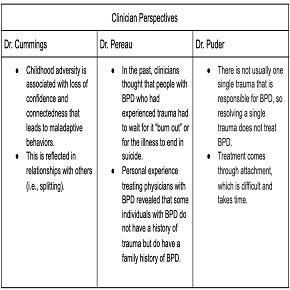 Clinician Perspectives
Dr. Cummings
Dr. Pereau
Dr. Puder
● Childhood adversity is
associated with loss of
confidence and
connectedness that
leads to maladaptive
behaviors.
● This is reflected in
relationships with others
(i.e., splitting).
● In the past, clinicians
thought that people with
BPD who had
experienced trauma had
to wait for it “burn out” or
for the illness to end in
suicide.
● Personal experience
treating physicians with
BPD revealed that some
individuals with BPD do
not have a history of
trauma but do have a
family history of BPD.
● There is not usually one
single trauma that is
responsible for BPD, so
resolving a single
trauma does not treat
BPD.
● Treatment comes
through attachment,
which is difficult and
takes time.